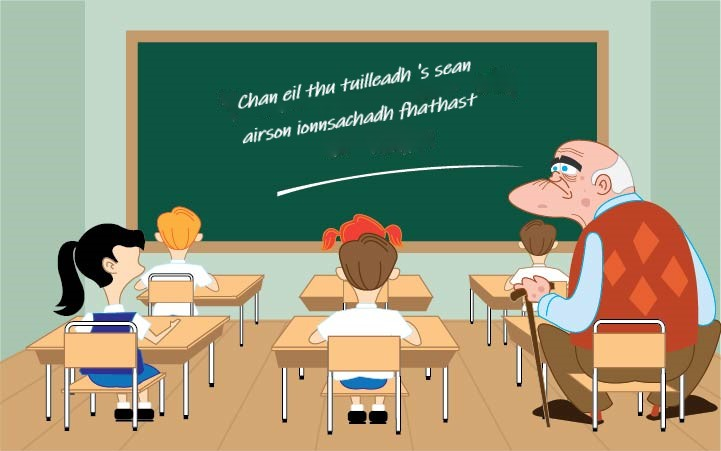 Chan eil thu tuilleadh 's sean
airson ionnsachadh fhathast